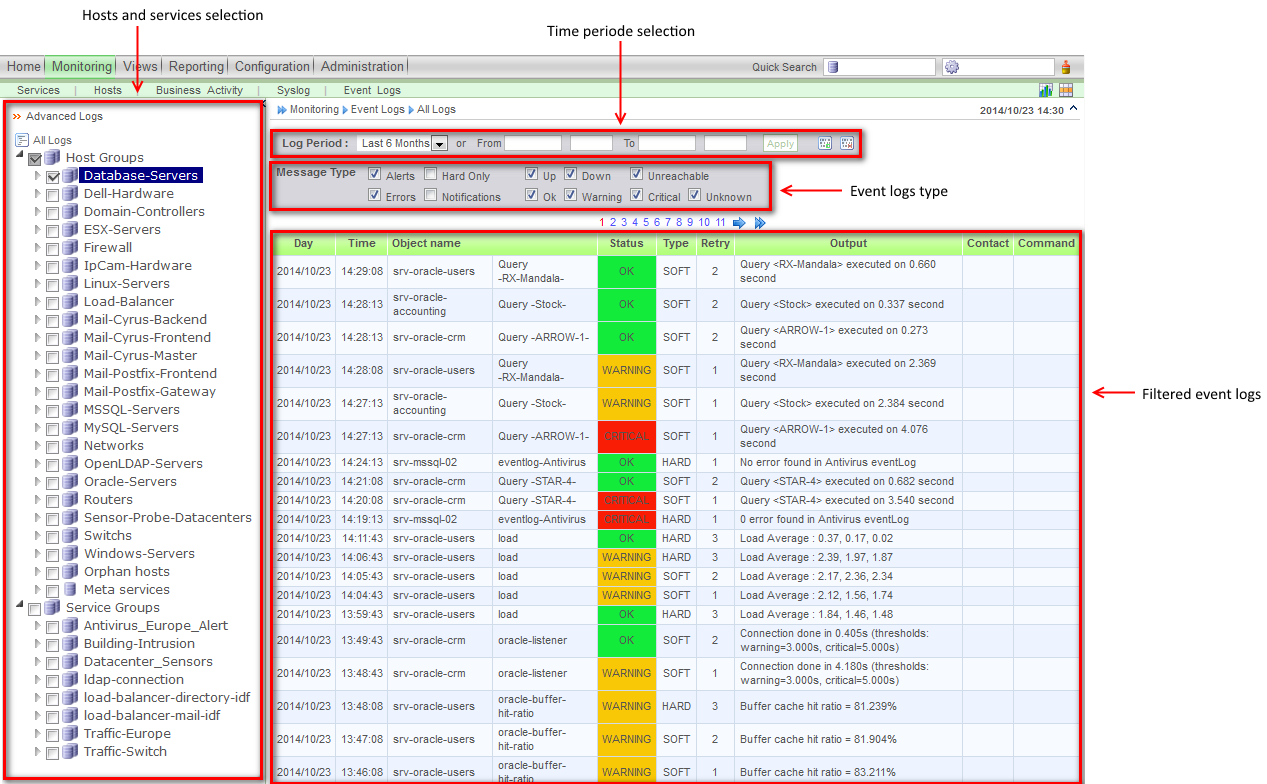 Hosts and services selection
Time periode selection
Home Monitoring Views Reporting Configuration Administration Quick Search
Services | Hosts Business Activity | Syslog | Event Logs
Advanced Logs
All Logs
Host Groups
Database-Servers
Dell-Hardware
Domain-Controllers
ESX-Servers
Firewall
IpCam-Hardware
Linux-Servers
Load-Balancer
Mail-Cyrus-Backend
Mail-Cyrus-Frontend
Mail-Cyrus-Master
Mail-Postfix-Frontend
Mail-Postfix-Gateway
MSSQL-Servers
MySQL-Servers
Networks
OpenLDAP-Servers
Oracle-Servers
Routers
Sensor-Probe-Datacenters
Switchs
Windows-Servers
Orphan hosts
Meta services
Service Groups
Antivirus_Europe_Alert
Building-Intrusion
Datacenter_Sensors
ldap-connection
load-balancer-directory-idf
load-balancer-mail-idf
Traffic-Europe
Traffic-Switch
Monitoring Event Logs All Logs 2014/10/23 14:30
Log Period : Last 6 Months or From To Apply
Message Type Alerts Hard Only Up Down Unreachable
Errors Notifications Ok Warning Critical Unknown
Event logs type
1 2 3 4 5 6 7 8 9 10 11
Day Time Object name Status Type Retry Output Contact Command
2014/10/23 14:29:08 srv-oracle-users Query -RX-Mandala- OK SOFT 2 Query <RX-Mandala> executed on 0.660 second
2014/10/23 14:28:13 srv-oracle-accounting Query -Stock- OK SOFT 2 Query <Stock> executed on 0.337 second
2014/10/23 14:28:13 srv-oracle-crm Query -ARROW-1- OK SOFT 2 Query <ARROW-1> executed on 0.273 second
2014/10/23 14:28:08 srv-oracle-users Query -RX-Mandala- WARNING SOFT 1 Query <RX-Mandala> executed on 2.369 second
2014/10/23 14:27:13 srv-oracle-accounting Query -Stock- WARNING SOFT 1 Query <Stock> executed on 2.384 second
2014/10/23 14:27:13 srv-oracle-crm Query -ARROW-1- CRITICAL SOFT 1 Query <ARROW-1> executed on 4.076 second
2014/10/23 14:24:13 srv-mssql-02 eventlog-Antivirus OK HARD 1 No error found in Antivirus eventLog
2014/10/23 14:21:08 srv-oracle-crm Query -STAR-4- OK SOFT 2 Query <STAR-4> executed on 0.682 second
2014/10/23 14:20:08 srv-oracle-crm Query -STAR-4- CRITICAL SOFT 1 Query <STAR-4> executed on 3.540 second
2014/10/23 14:19:13 srv-mssql-02 eventlog-Antivirus CRITICAL HARD 1 0 error found in Antivirus eventLog
2014/10/23 14:11:43 srv-oracle-users load OK HARD 3 Load Average : 0.37, 0.17, 0.02
2014/10/23 14:06:43 srv-oracle-users load WARNING HARD 3 Load Average : 2.39, 1.97, 1.87
2014/10/23 14:05:43 srv-oracle-users load WARNING SOFT 2 Load Average : 2.17, 2.36, 2.34
2014/10/23 14:04:43 srv-oracle-users load WARNING SOFT 1 Load Average : 2.12, 1.56, 1.74
2014/10/23 13:59:43 srv-oracle-users load OK HARD 3 Load Average : 1.84, 1.46, 1.48
2014/10/23 13:49:43 srv-oracle-crm oracle-listener OK SOFT 2 Connection done in 0.405s (thresholds: warning=3.000s, critical=5.000s)
2014/10/23 13:48:43 srv-oracle-crm oracle-listener WARNING SOFT 1 Connection done in 4.180s (thresholds: warning=3.000s, critical=5.000s)
2014/10/23 13:48:08 srv-oracle-users oracle-buffer-hit-ratio WARNING HARD 3 Buffer cache hit ratio = 81.239%
2014/10/23 13:47:08 srv-oracle-users oracle-buffer-hit-ratio WARNING SOFT 2 Buffer cache hit ratio = 81.904%
2014/10/23 13:46:08 srv-oracle-users oracle-buffer-hit-ratio WARNING SOFT 1 Buffer cache hit ratio = 83.211%
Filtered event logs